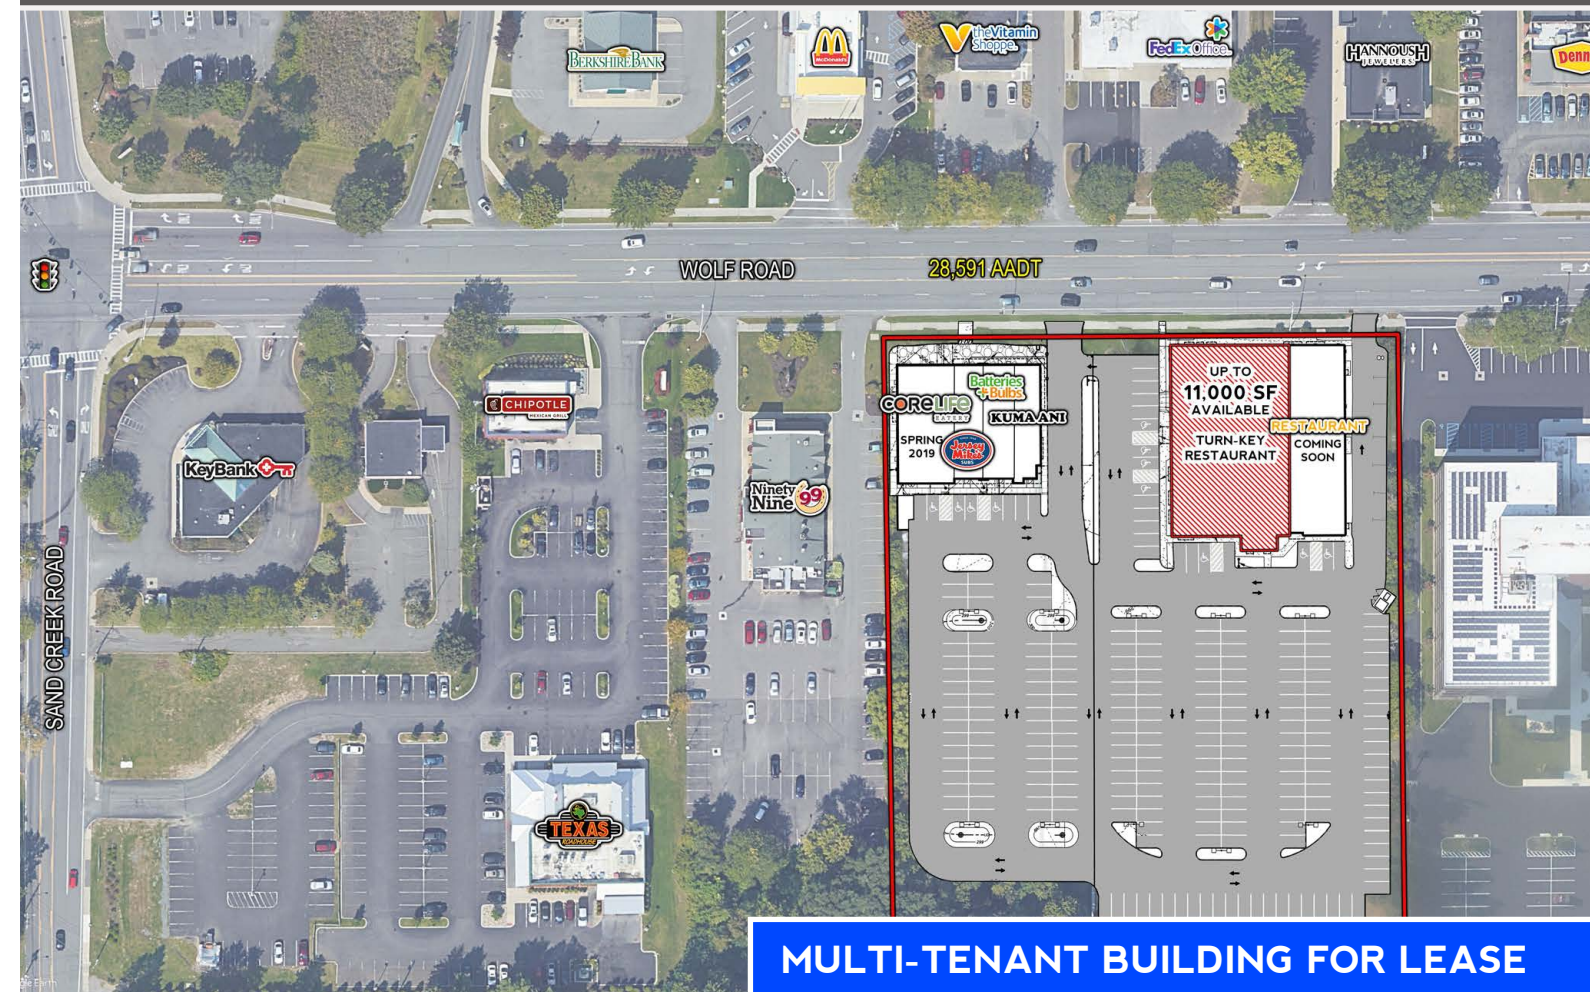 BERKSHIRE BANK
McDonald's
theVitamin
Shoppe
FedEx Office
HANNOUSH
JEWELERS
Denn
WOLF ROAD
28,591 AADT
SAND CREEK ROAD
KeyBank
CHIPOTLE
MEXICAN GRILL
Ninety
Nine 99
TEXAS
ROADHOUSE
Batteries
+Bulbs
CORELIFE
EATERY
KUMA ANI
SPRING
2019
Jersey
Mike's
SUBS
UP TO
11,000 SF
AVAILABLE
TURN-KEY
RESTAURANT
RESTAURANT
COMING
SOON
MULTI-TENANT BUILDING FOR LEASE